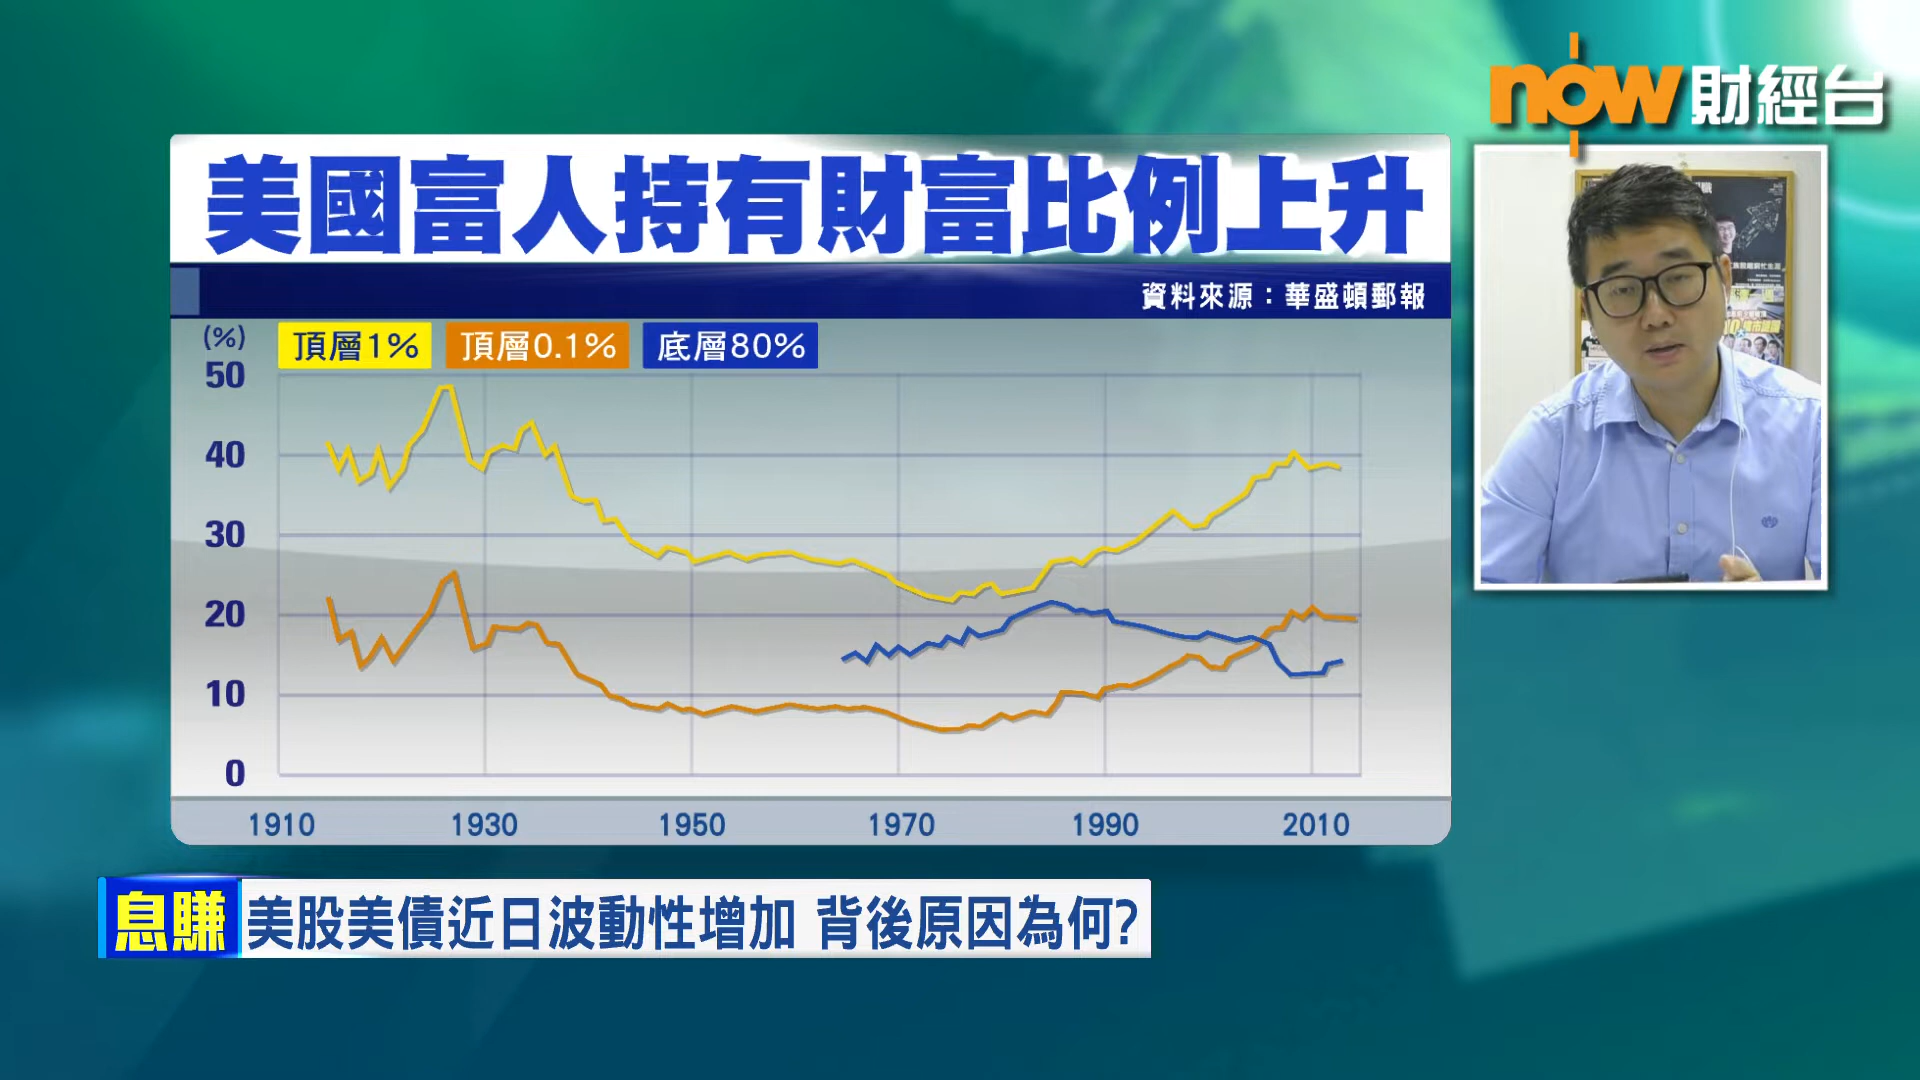 now 財經台
美國富人持有財富比例上升
資料來源：華盛頓郵報
(%)
頂層1% 頂層0.1% 底層80%
50
40
30
20
10
0
1910 1930 1950 1970 1990 2010
息賺 美股美債近日波動性增加 背後原因為何?